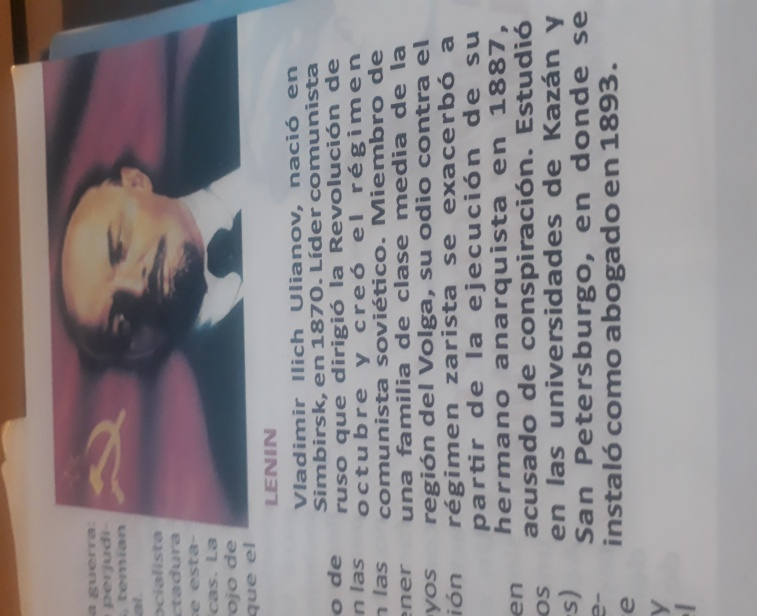 a guerra:
perjudi-
, temían
al.
ocialista
ctadura
e esta-
cas. La
ojo de
que el
o de
n las
n las
ener
yos
ión
en
os
s)
e-
e
y
LENIN
Vladimir Ilich Ulianov, nació en
Simbirsk, en 1870. Líder comunista
ruso que dirigió la Revolución de
octubre y creó el régimen
comunista soviético. Miembro de
una familia de clase media de la
región del Volga, su odio contra el
régimen zarista se exacerbó a
partir de la ejecución de su
hermano anarquista en 1887,
acusado de conspiración. Estudió
en las universidades de Kazán y
San Petersburgo, en donde se
instaló como abogado en 1893.